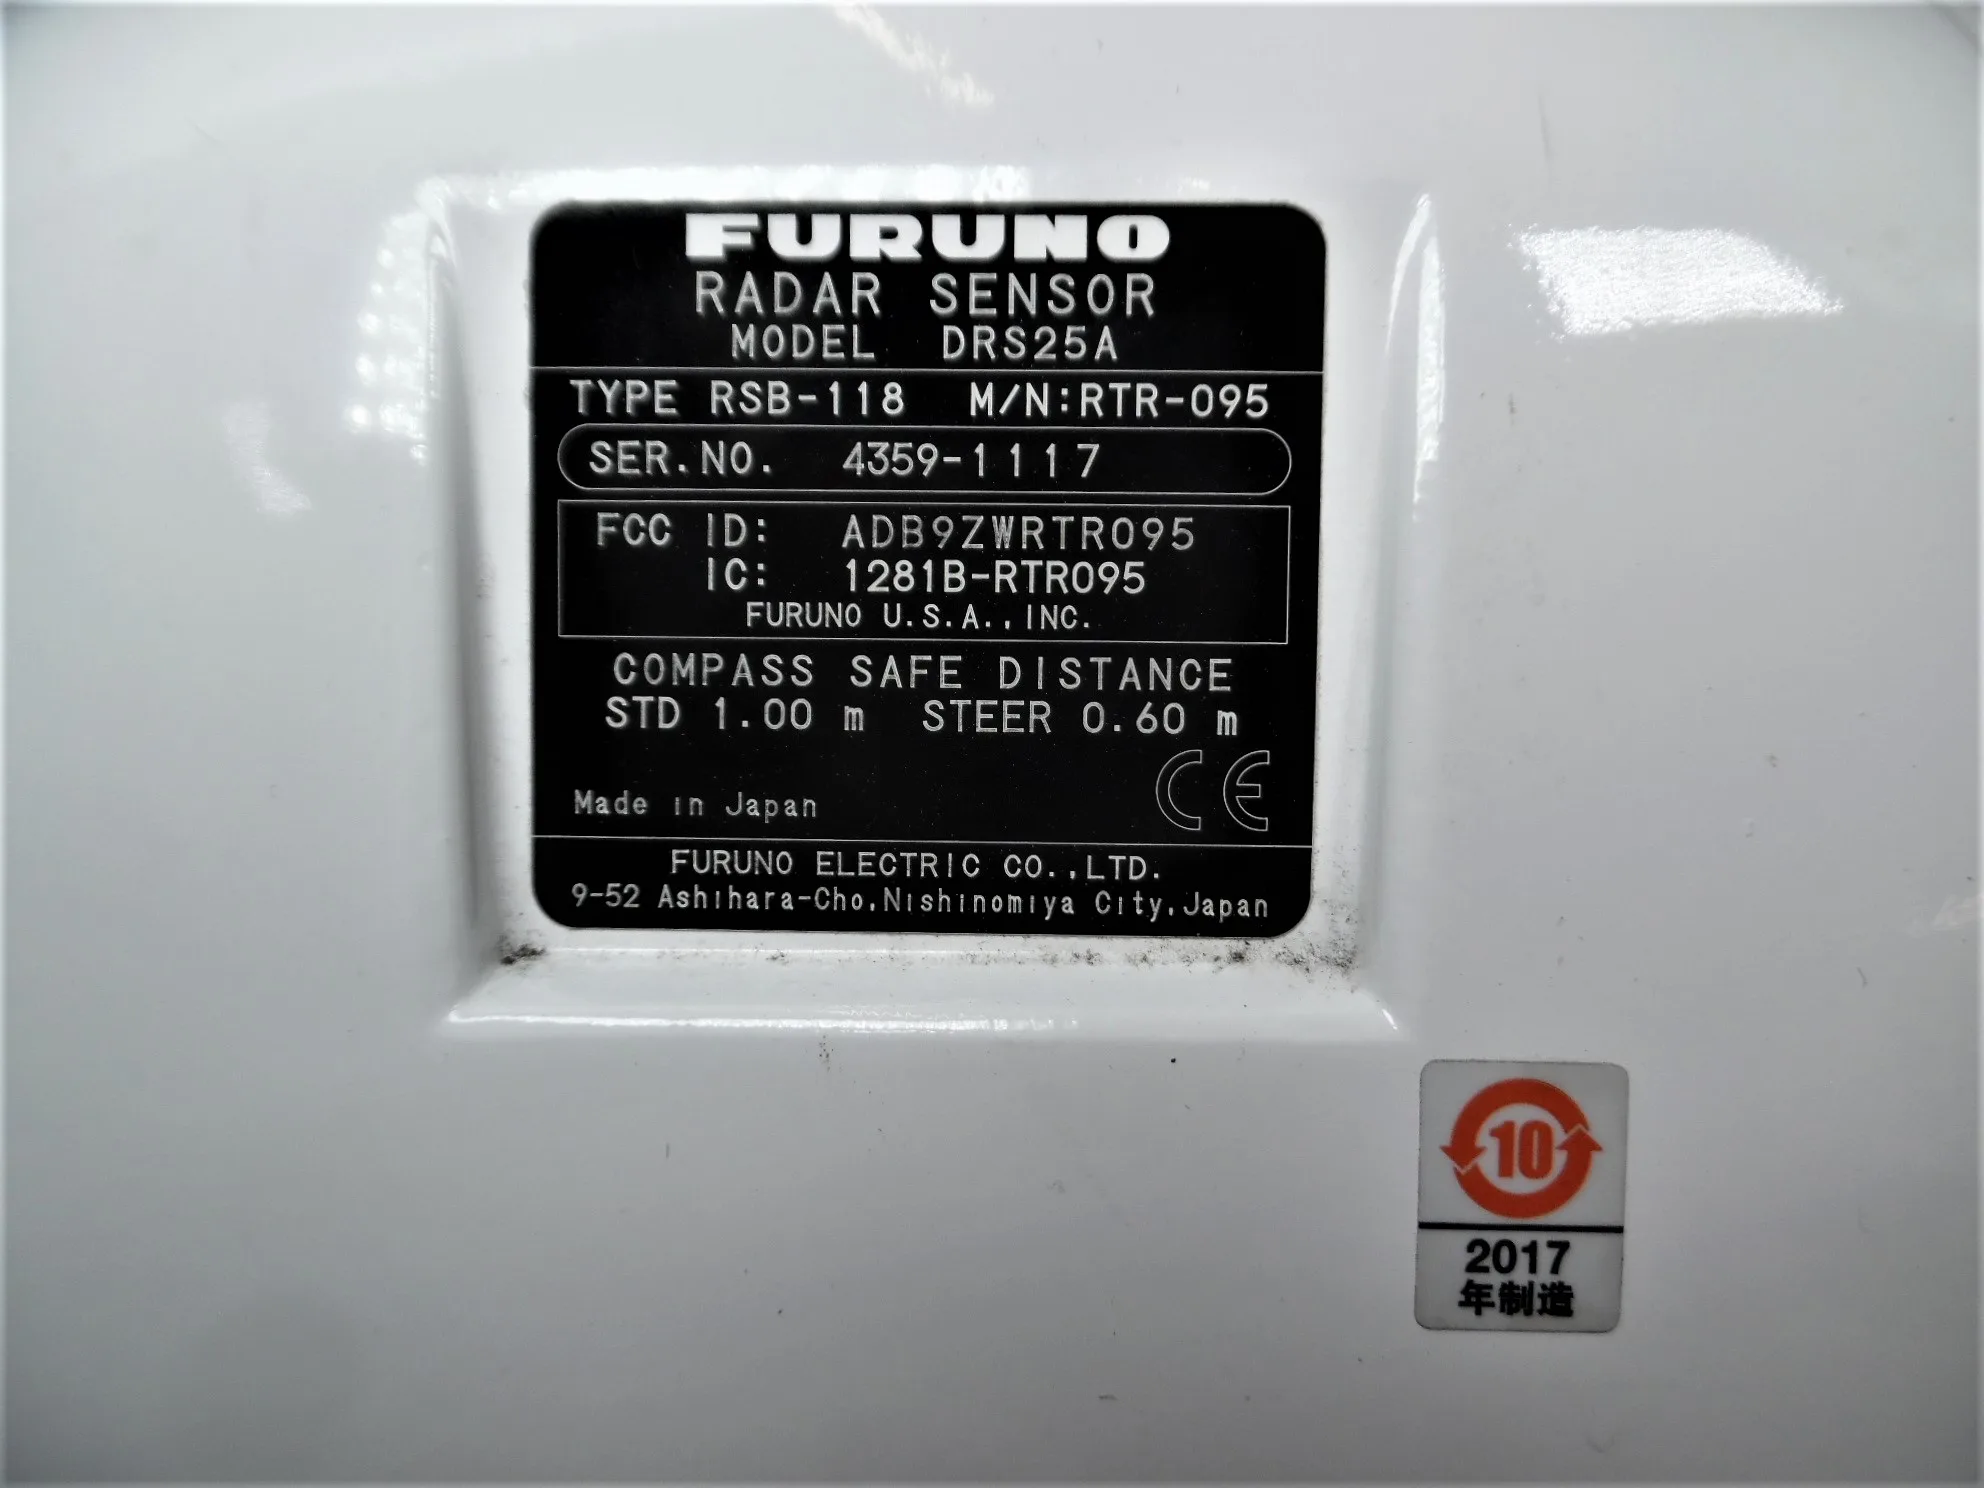 FURUNO
RADAR SENSOR
MODEL DRS25A
TYPE RSB-118 M/N:RTR-095
SER.NO. 4359-1117
FCC ID: ADB9ZWRTR095
IC: 1281B-RTR095
FURUNO U.S.A.,INC.
COMPASS SAFE DISTANCE
STD 1.00 m STEER 0.60 m
CE
Made in Japan
FURUNO ELECTRIC CO.,LTD.
9-52 Ashihara-Cho,Nishinomiya City,Japan
10
2017
年制造